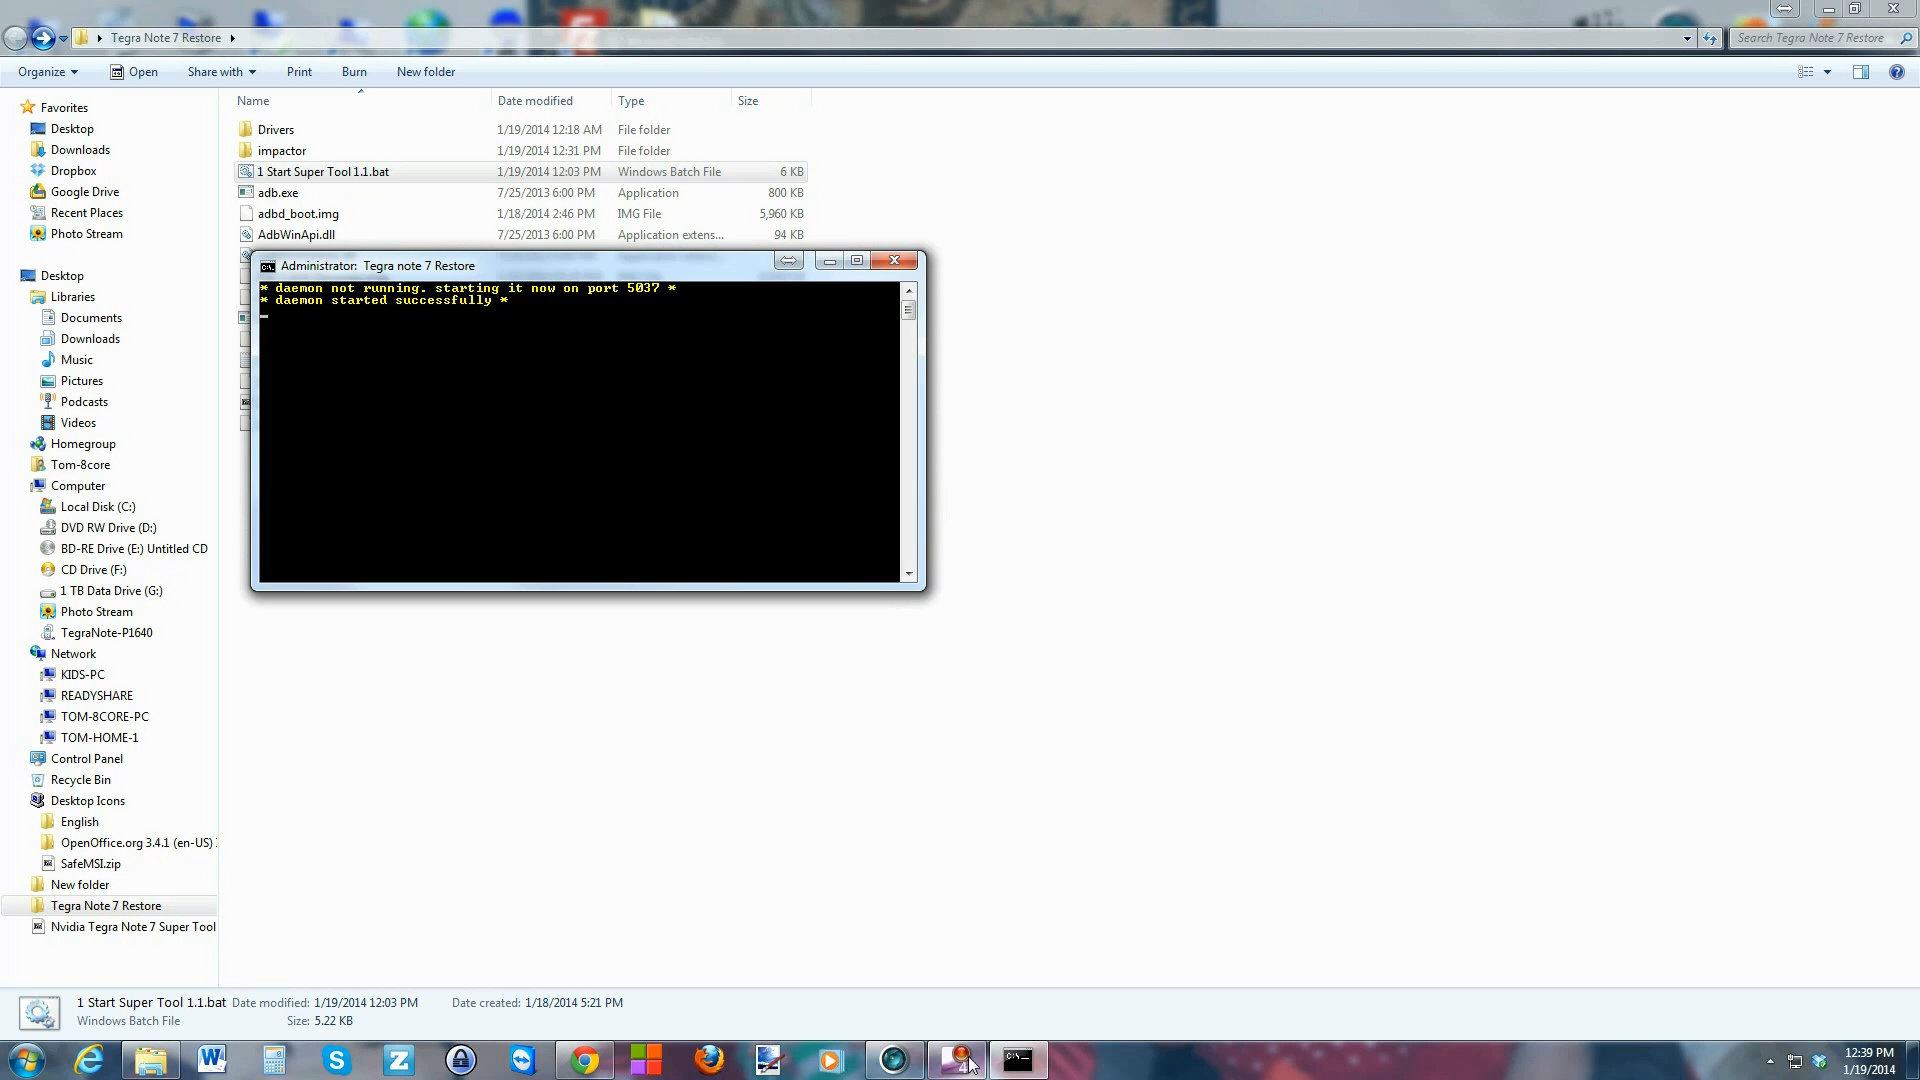 Tegra Note 7 Restore
Search Tegra Note 7 Restore
Organize Open Share with Print Burn New folder
Name Date modified Type Size
Drivers 1/19/2014 12:18 AM File folder
impactor 1/19/2014 12:31 PM File folder
1 Start Super Tool 1.1.bat 1/19/2014 12:03 PM Windows Batch File 6 KB
adb.exe 7/25/2013 6:00 PM Application 800 KB
adbd_boot.img 1/18/2014 2:46 PM IMG File 5,960 KB
AdbWinApi.dll 7/25/2013 6:00 PM Application extens... 94 KB
Administrator: Tegra note 7 Restore
* daemon not running. starting it now on port 5037 *
* daemon started successfully *
Favorites
Desktop
Downloads
Dropbox
Google Drive
Recent Places
Photo Stream
Desktop
Libraries
Documents
Downloads
Music
Pictures
Podcasts
Videos
Homegroup
Tom-8core
Computer
Local Disk (C:)
DVD RW Drive (D:)
BD-RE Drive (E:) Untitled CD
CD Drive (F:)
1 TB Data Drive (G:)
Photo Stream
TegraNote-P1640
Network
KIDS-PC
READYSHARE
TOM-8CORE-PC
TOM-HOME-1
Control Panel
Recycle Bin
Desktop Icons
English
OpenOffice.org 3.4.1 (en-US)
SafeMSI.zip
New folder
Tegra Note 7 Restore
Nvidia Tegra Note 7 Super Tool
1 Start Super Tool 1.1.bat Date modified: 1/19/2014 12:03 PM Date created: 1/18/2014 5:21 PM
Windows Batch File Size: 5.22 KB
12:39 PM
1/19/2014